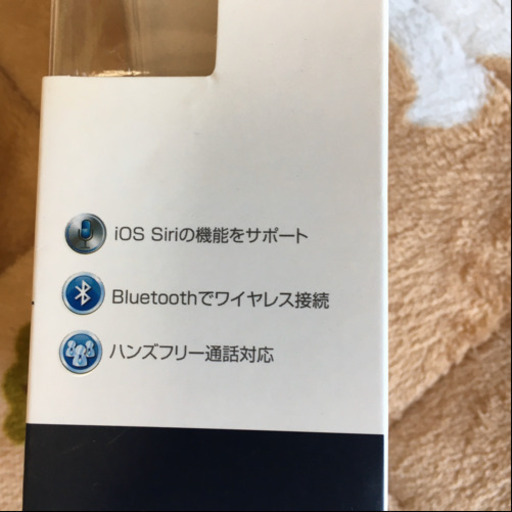 iOS Siriの機能をサポート
Bluetoothでワイヤレス接続
ハンズフリー通話対応